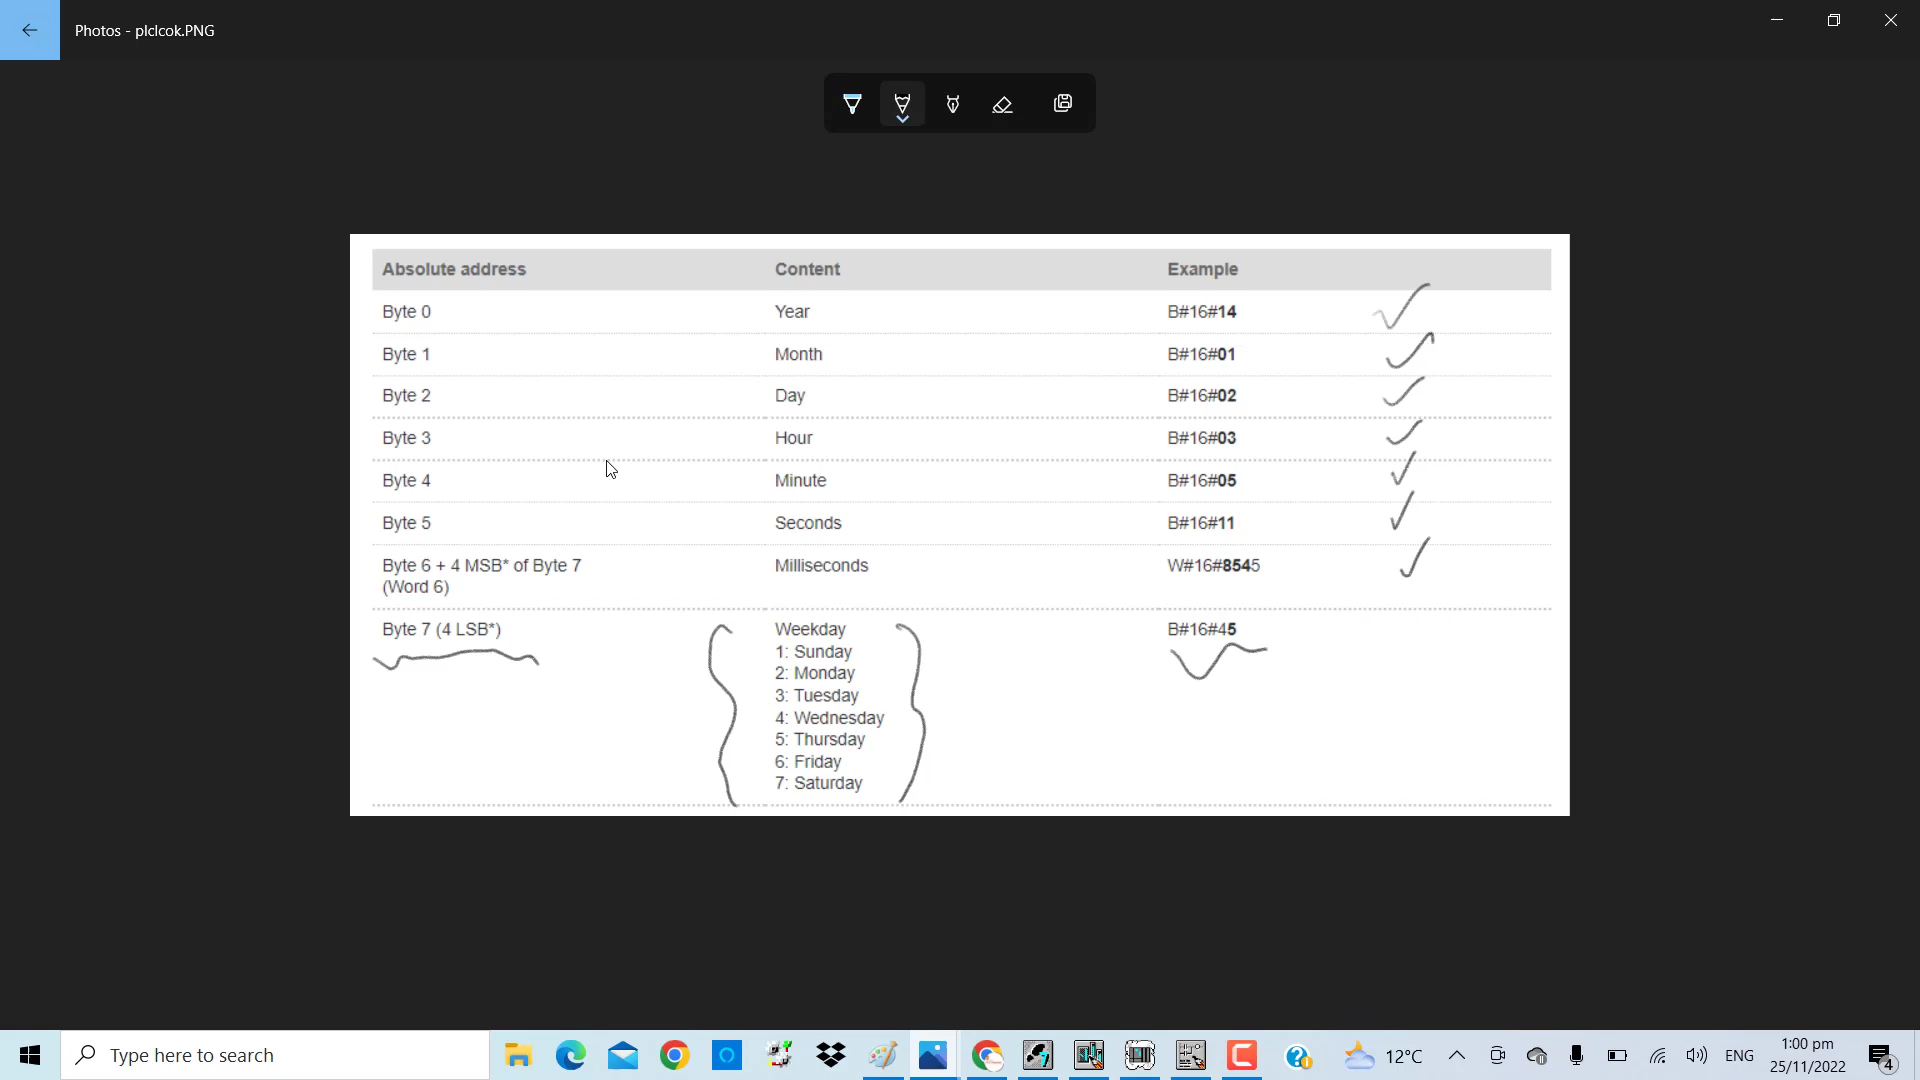 Photos - plclcok.PNG
Absolute address Content Example
Byte 0 Year B#16#14
Byte 1 Month B#16#01
Byte 2 Day B#16#02
Byte 3 Hour B#16#03
Byte 4 Minute B#16#05
Byte 5 Seconds B#16#11
Byte 6 + 4 MSB* of Byte 7 Milliseconds W#16#8545
(Word 6)
Byte 7 (4 LSB*) Weekday B#16#45
1: Sunday
2: Monday
3: Tuesday
4: Wednesday
5: Thursday
6: Friday
7: Saturday
Type here to search 12°C ENG 1:00 pm
25/11/2022 4